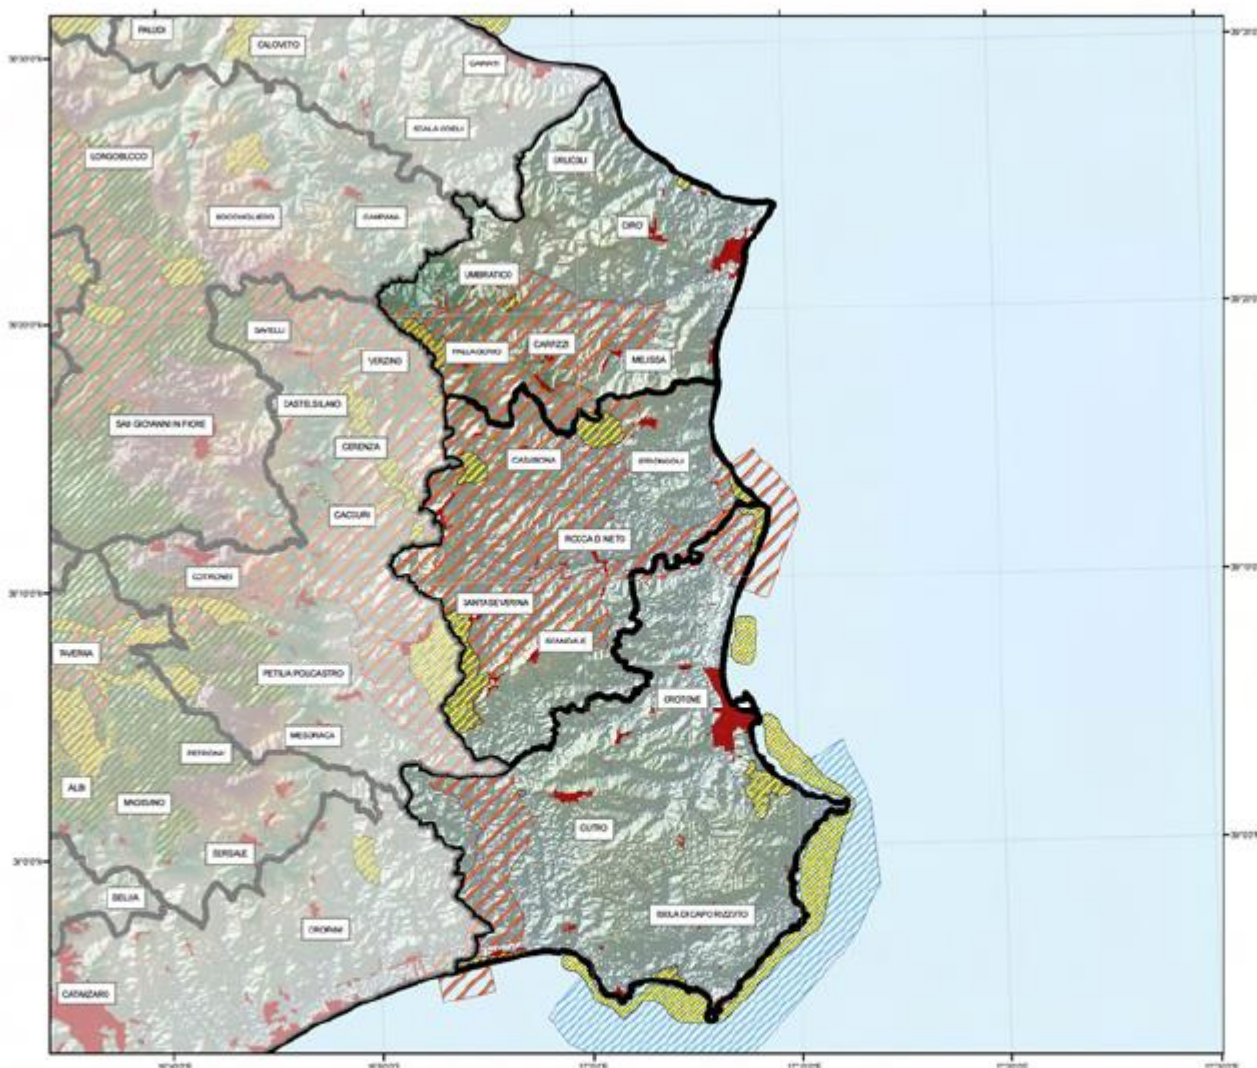 PALUDI
CALOVETO
CARIATI
SCALA COELI
LONGOBUCCO
CRUCOLI
BOCCHIGLIERO
CAMPANA
CIRO'
UMBRIATICO
SAVELLI
VERZINO
PALLAGORIO
CARFIZZI
MELISSA
CASTELSILANO
SAN GIOVANNI IN FIORE
CERENZIA
CASABONA
STRONGOLI
CACCURI
ROCCA DI NETO
COTRONEI
SANTA SEVERINA
SCANDALE
TAVERNA
PETILIA POLICASTRO
CROTONE
MESORACA
PETRONA'
ALBI
MAGISANO
CUTRO
SERSALE
SELLIA
ISOLA DI CAPO RIZZUTO
CROPANI
CATANZARO